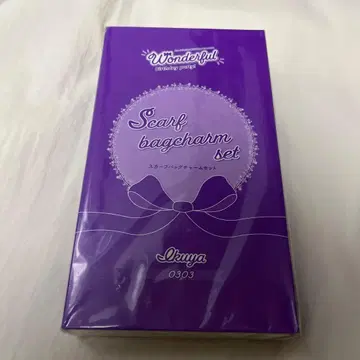 Wonderful
birthday party!
Scarf
bagcharm
set
スカーフバッグチャームセット
Ikuya
0303